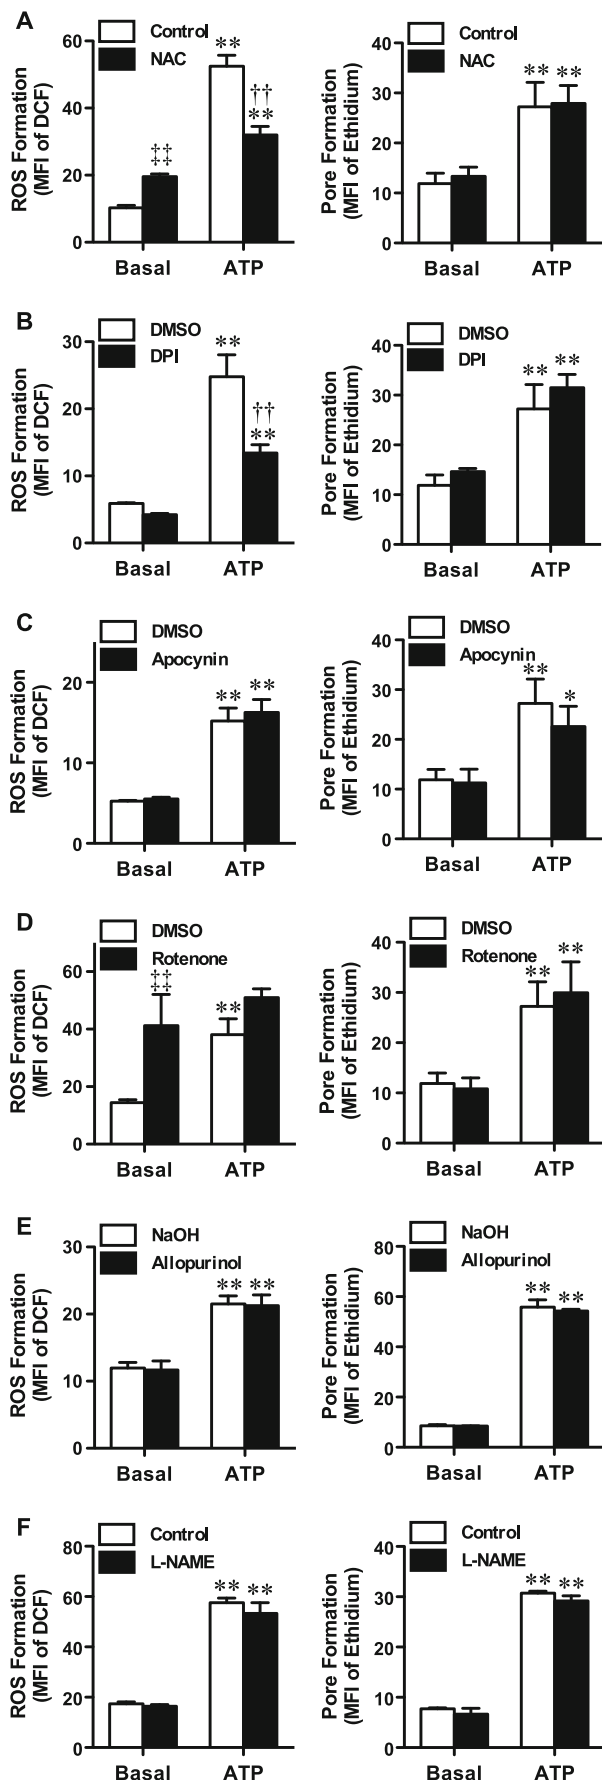 A
Control
NAC
ROS Formation
(MFI of DCF)
60
40
20
0
‡‡
**
††
**
Basal
ATP
Control
NAC
Pore Formation
(MFI of Ethidium)
40
30
20
10
0
**
**
Basal
ATP
B
DMSO
DPI
ROS Formation
(MFI of DCF)
30
20
10
0
**
††
**
Basal
ATP
DMSO
DPI
Pore Formation
(MFI of Ethidium)
40
30
20
10
0
**
**
Basal
ATP
C
DMSO
Apocynin
ROS Formation
(MFI of DCF)
20
10
0
**
**
Basal
ATP
DMSO
Apocynin
Pore Formation
(MFI of Ethidium)
40
30
20
10
0
**
*
Basal
ATP
D
DMSO
Rotenone
ROS Formation
(MFI of DCF)
60
40
20
0
‡‡
**
Basal
ATP
DMSO
Rotenone
Pore Formation
(MFI of Ethidium)
40
30
20
10
0
**
**
Basal
ATP
E
NaOH
Allopurinol
ROS Formation
(MFI of DCF)
30
20
10
0
**
**
Basal
ATP
NaOH
Allopurinol
Pore Formation
(MFI of Ethidium)
80
60
40
20
0
**
**
Basal
ATP
F
Control
L-NAME
ROS Formation
(MFI of DCF)
80
60
40
20
0
**
**
Basal
ATP
Control
L-NAME
Pore Formation
(MFI of Ethidium)
40
30
20
10
0
**
**
Basal
ATP